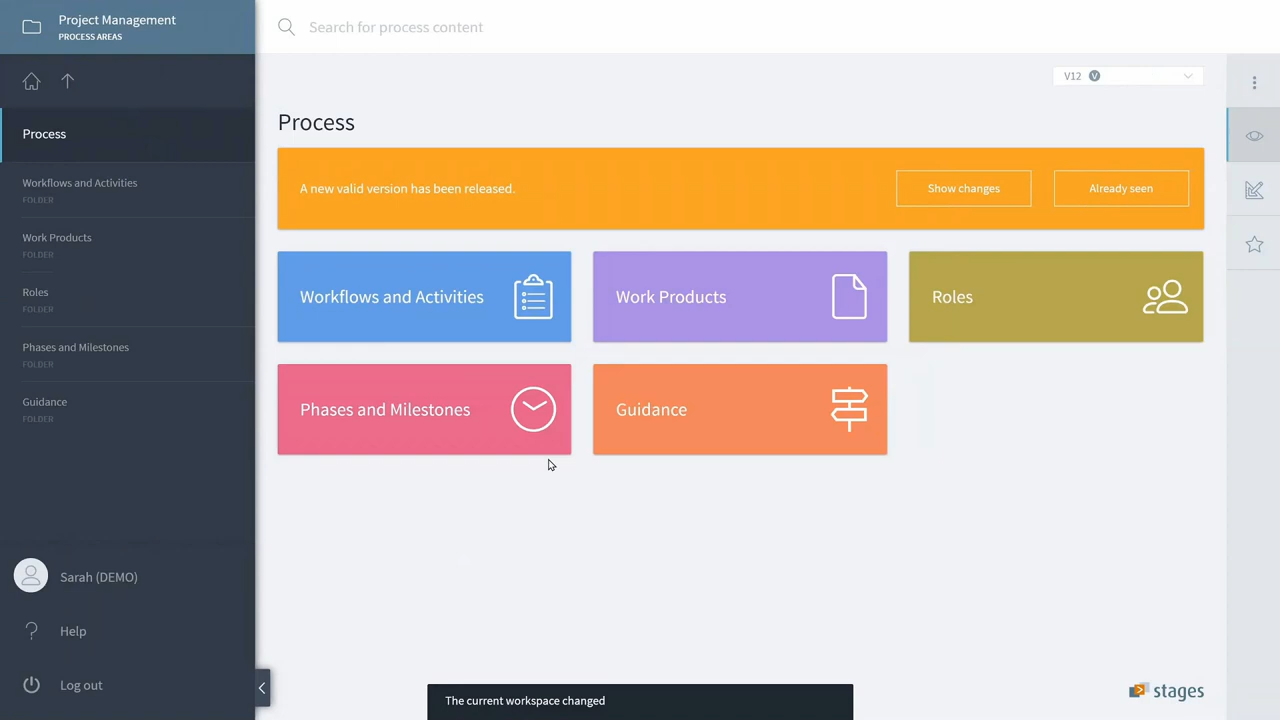 Project Management
PROCESS AREAS
Search for process content
V12 V
Process
Workflows and Activities
FOLDER
Work Products
FOLDER
Roles
FOLDER
Phases and Milestones
FOLDER
Guidance
FOLDER
Sarah (DEMO)
Help
Log out
Process
A new valid version has been released.
Show changes
Already seen
Workflows and Activities
Work Products
Roles
Phases and Milestones
Guidance
The current workspace changed
stages